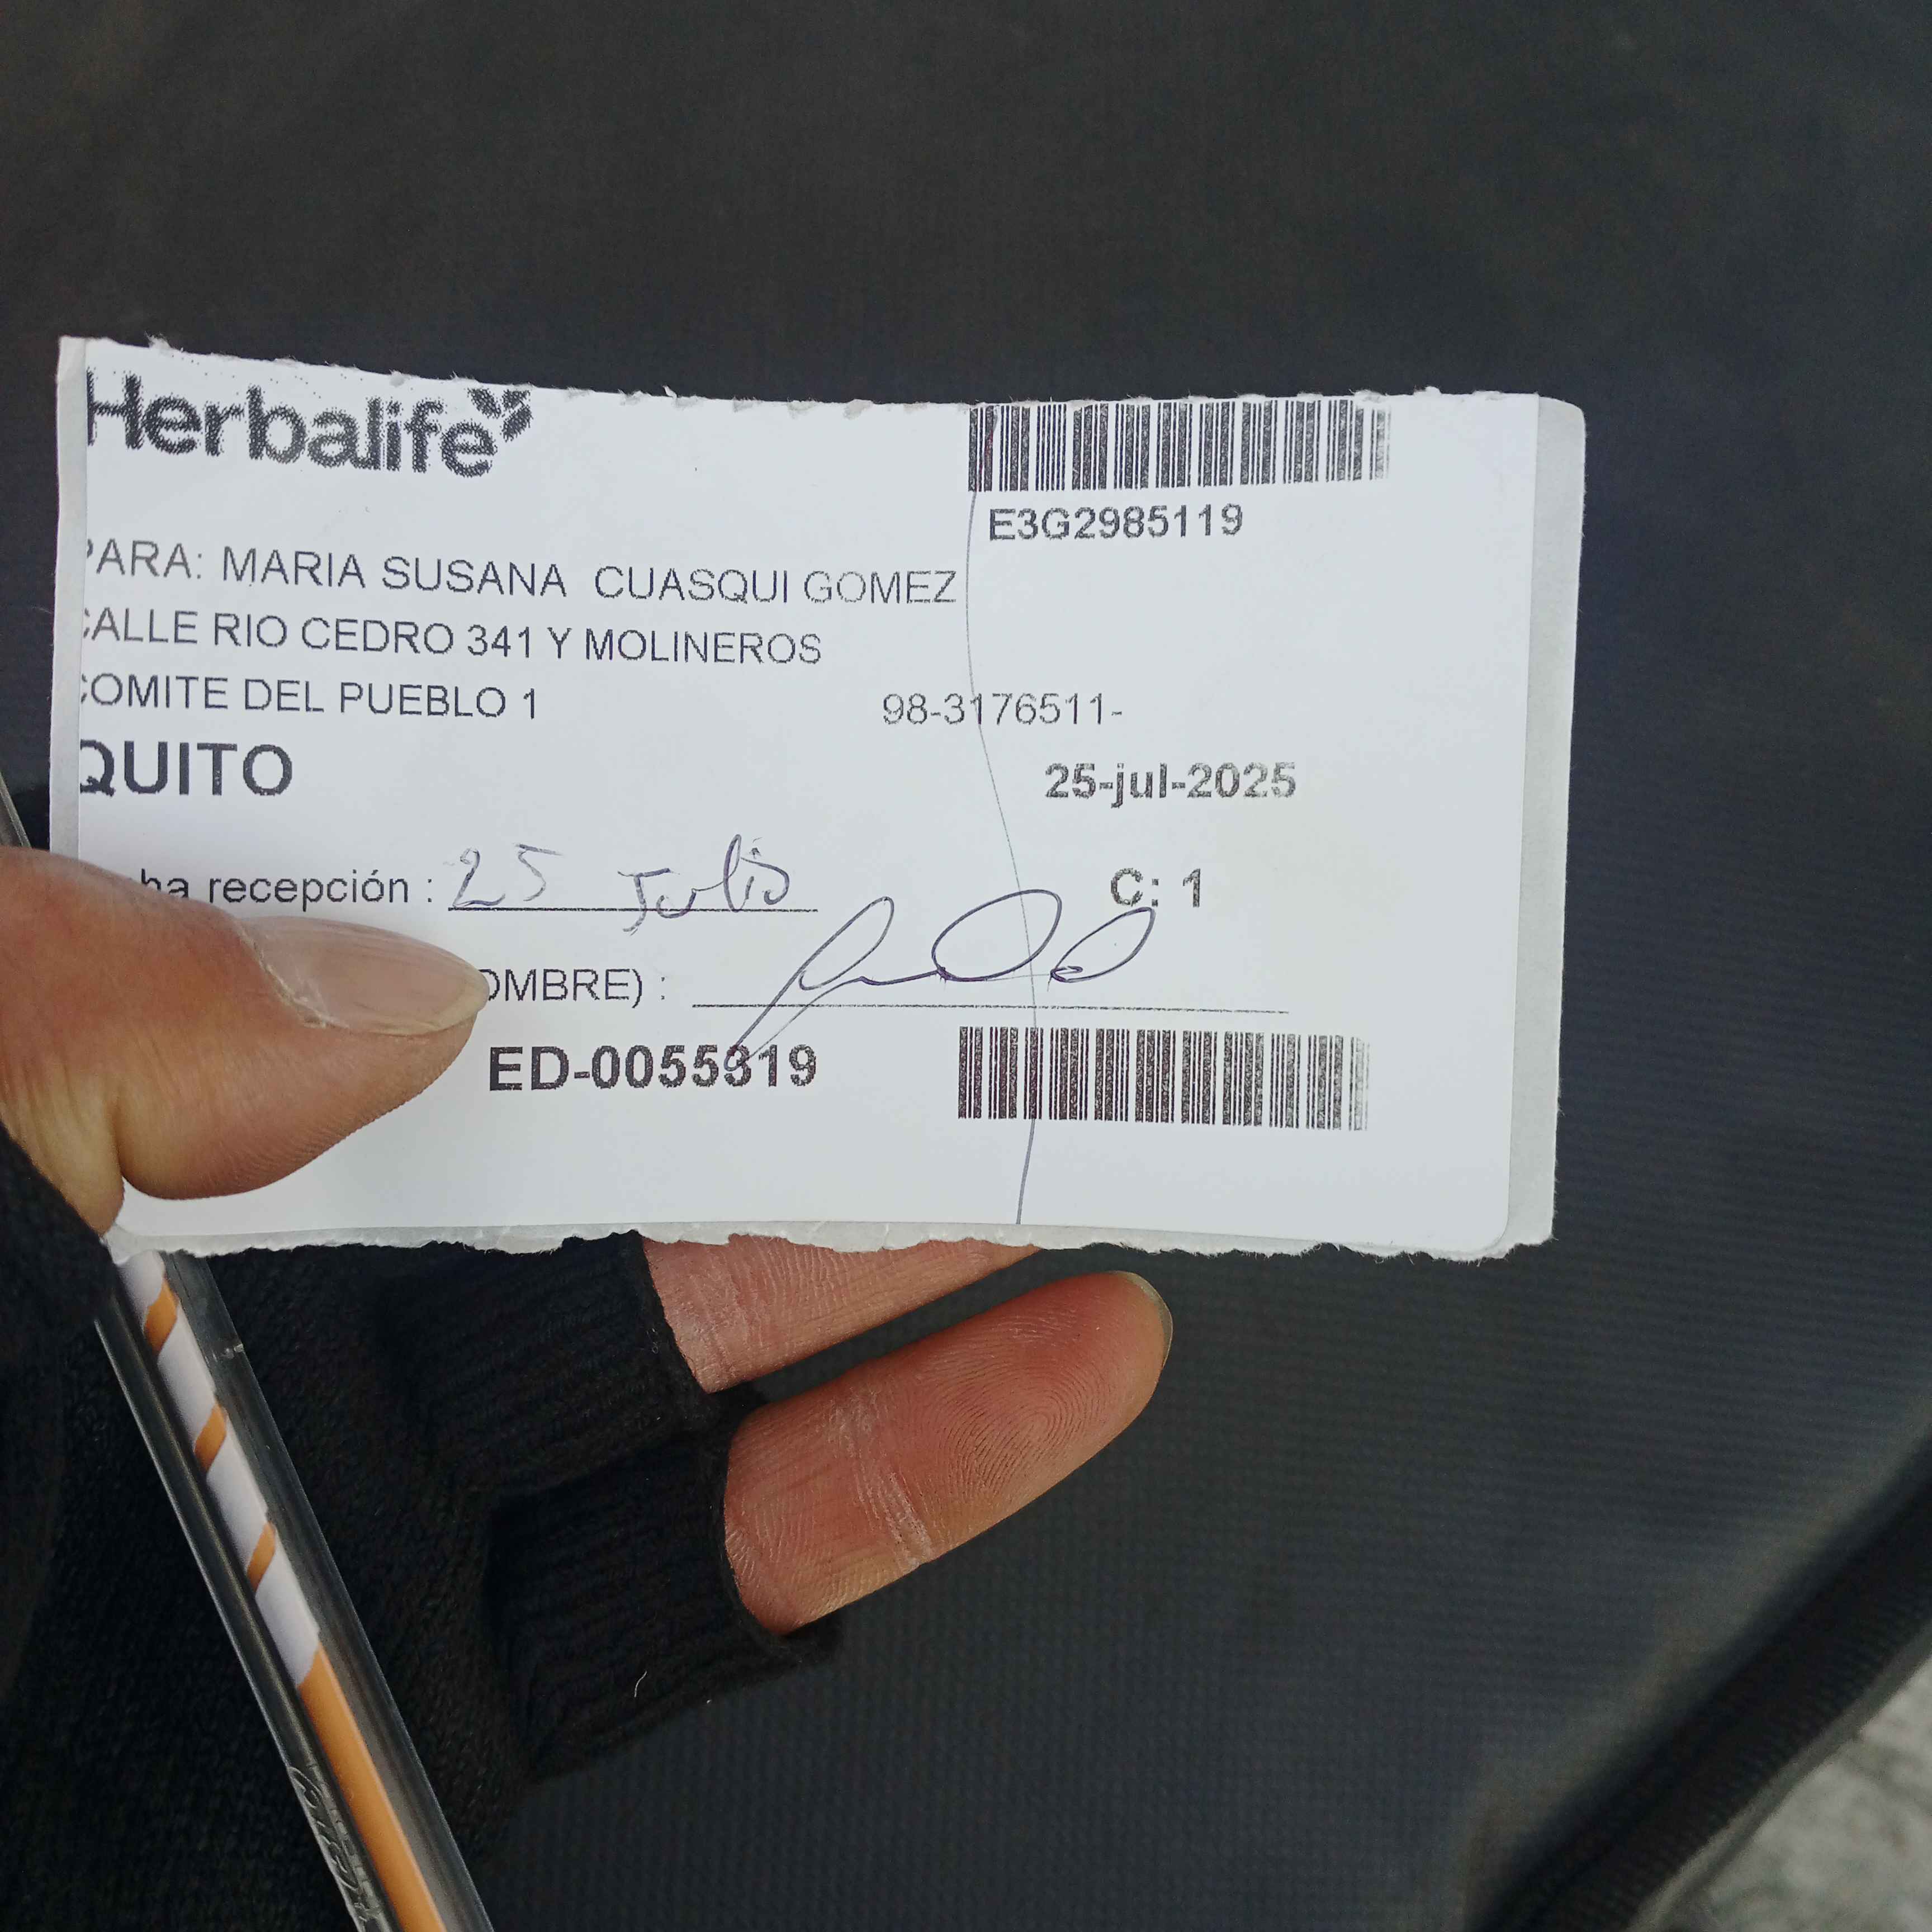 Herbalife
E3G2985119
PARA: MARIA SUSANA CUASQUI GOMEZ
CALLE RIO CEDRO 341 Y MOLINEROS
COMITE DEL PUEBLO 1 98-3176511-
QUITO 25-jul-2025
ha recepción : 25 Julio C: 1
OMBRE) :
ED-0055319